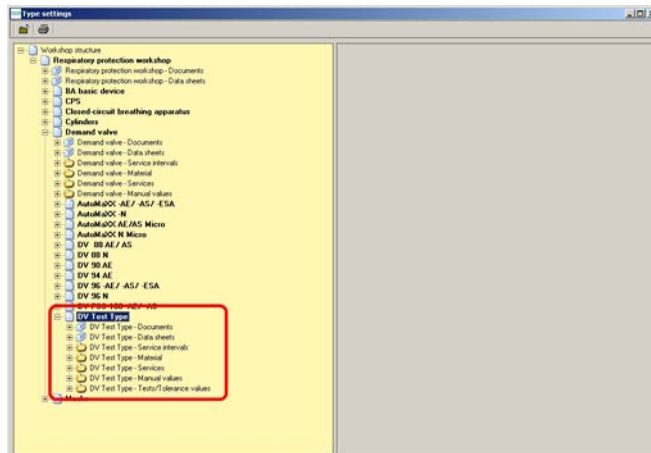 Type settings
Workshop structure
Respiratory protection workshop
Respiratory protection workshop - Documents
Respiratory protection workshop - Data sheets
BA basic device
CPS
Closed-circuit breathing apparatus
Cylinders
Demand valve
Demand valve - Documents
Demand valve - Data sheets
Demand valve - Service intervals
Demand valve - Material
Demand valve - Services
Demand valve - Manual values
AutoMaXX -AE/ -AS/ -ESA
AutoMaXX -N
AutoMaXX AE/AS Micro
AutoMaXX N Micro
DV 88 AE/ AS
DV 88 N
DV 90 AE
DV 94 AE
DV 96 -AE/ -AS/ -ESA
DV 96 N
DV Test Type
DV Test Type - Documents
DV Test Type - Data sheets
DV Test Type - Service intervals
DV Test Type - Material
DV Test Type - Services
DV Test Type - Manual values
DV Test Type - Tests/Tolerance values